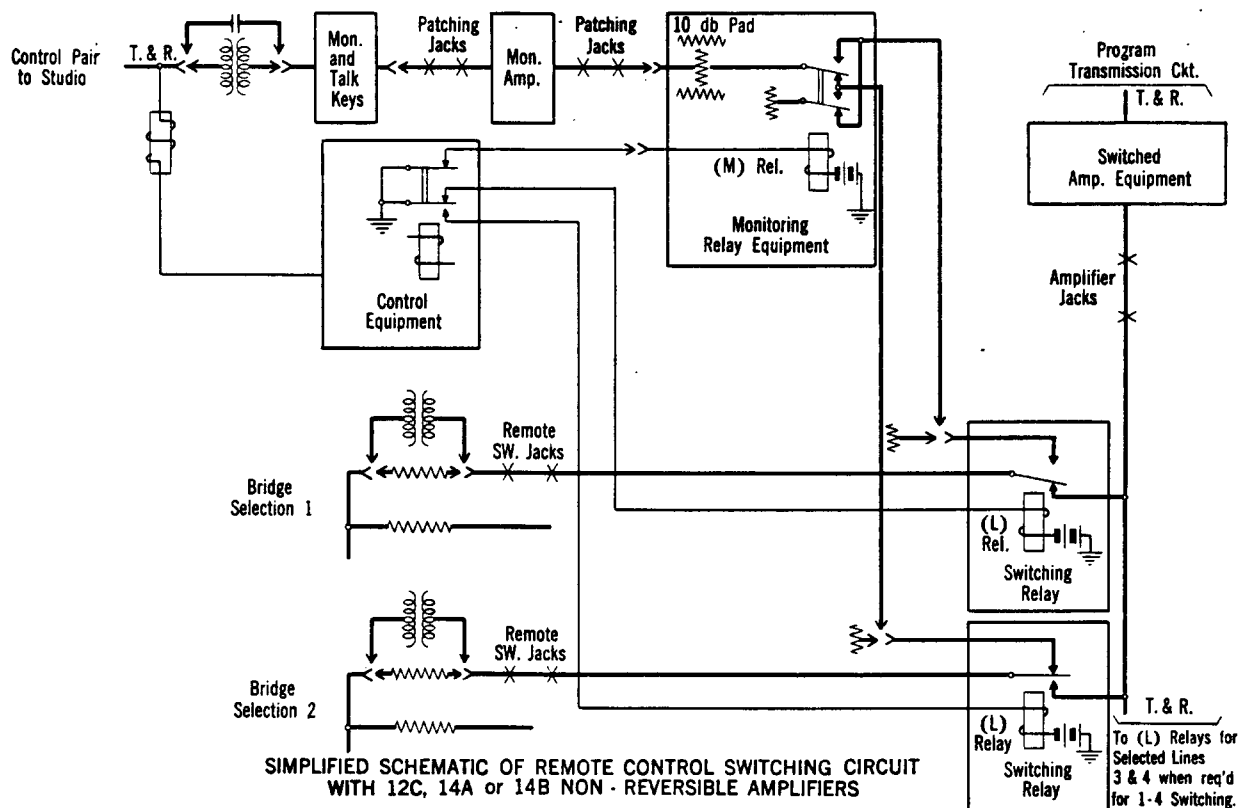 10 db Pad
Patching
Jacks
Patching
Jacks
T. & R.
Control Pair
to Studio
Mon.
and
Talk
Keys
Mon.
Amp.
Program
Transmission Ckt.
T. & R.
Switched
Amp. Equipment
(M) Rel.
Monitoring
Relay Equipment
Control
Equipment
Amplifier
Jacks
Remote
SW. Jacks
Bridge
Selection 1
(L)
Rel.
Switching
Relay
Remote
SW. Jacks
Bridge
Selection 2
(L)
Relay
Switching
Relay
T. & R.
To (L) Relays for
Selected Lines
3 & 4 when req'd
for 1-4 Switching.
SIMPLIFIED SCHEMATIC OF REMOTE CONTROL SWITCHING CIRCUIT
WITH 12C, 14A or 14B NON - REVERSIBLE AMPLIFIERS